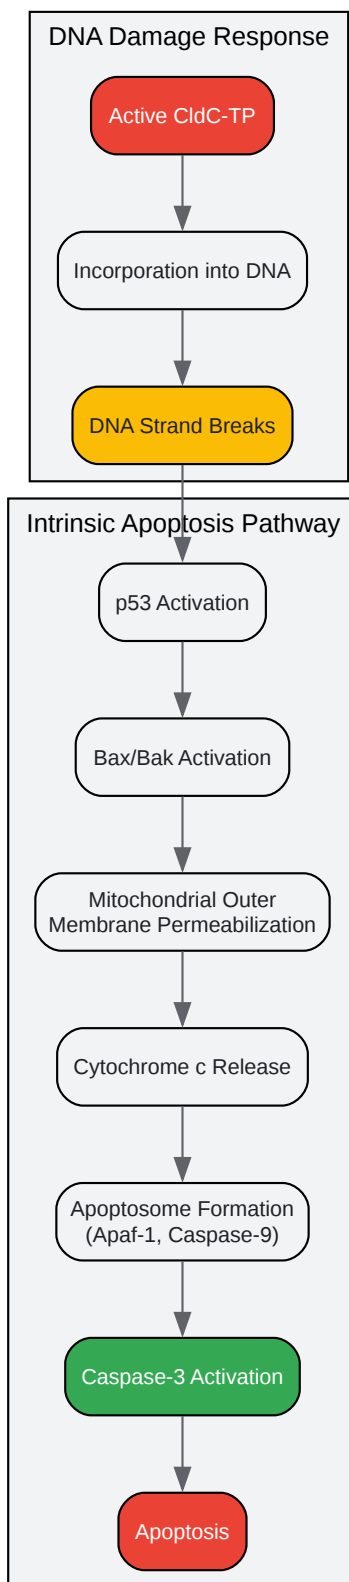 DNA Damage Response
Active CldC-TP
Incorporation into DNA
DNA Strand Breaks
Intrinsic Apoptosis Pathway
p53 Activation
Bax/Bak Activation
Mitochondrial Outer
Membrane Permeabilization
Cytochrome c Release
Apoptosome Formation
(Apaf-1, Caspase-9)
Caspase-3 Activation
Apoptosis